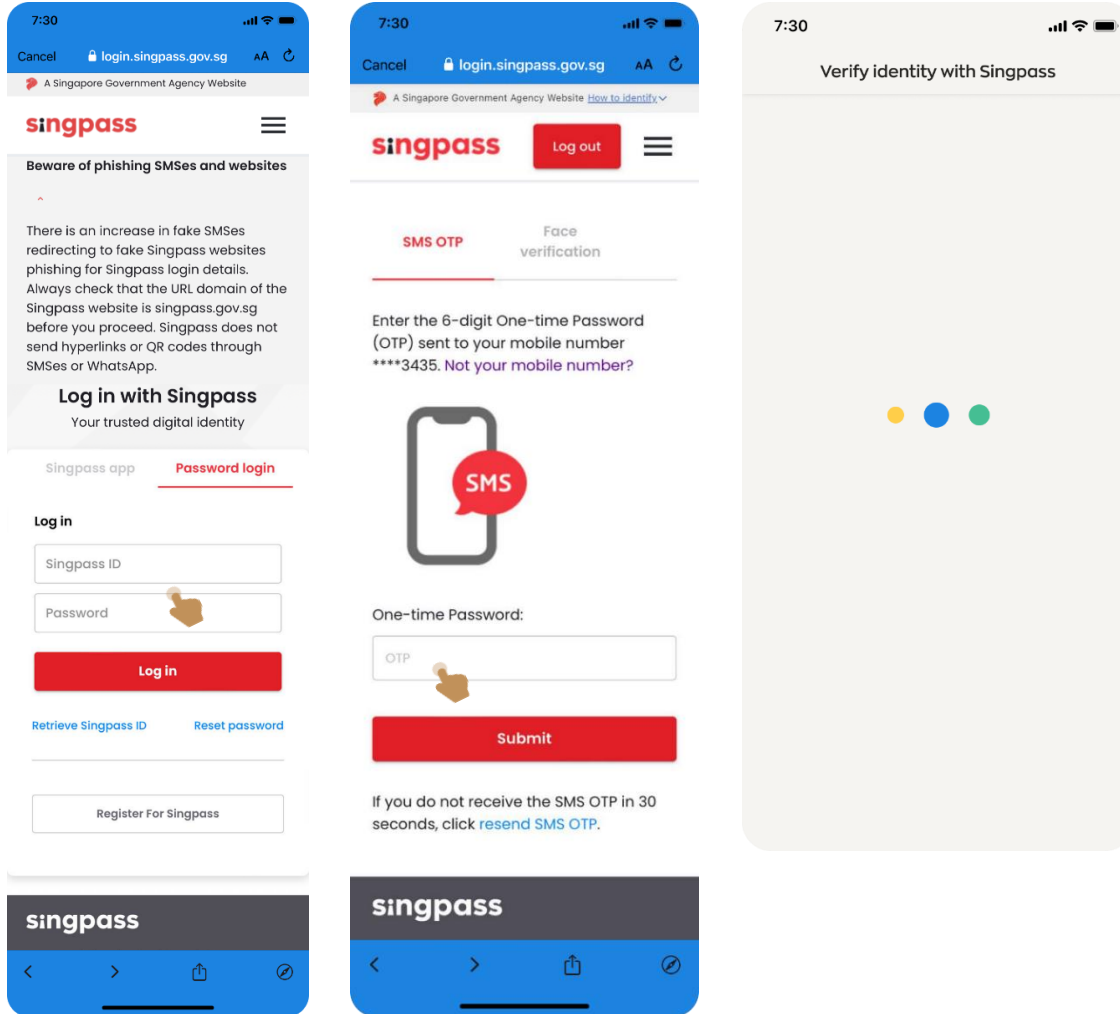 7:30
Cancel
login.singpass.gov.sg
AA
A Singapore Government Agency Website
singpass
Beware of phishing SMSes and websites
There is an increase in fake SMSes
redirecting to fake Singpass websites
phishing for Singpass login details.
Always check that the URL domain of the
Singpass website is singpass.gov.sg
before you proceed. Singpass does not
send hyperlinks or QR codes through
SMSes or WhatsApp.
Log in with Singpass
Your trusted digital identity
Singpass app
Password login
Log in
Singpass ID
Password
Log in
Retrieve Singpass ID
Reset password
Register For Singpass
singpass
7:30
Cancel
login.singpass.gov.sg
AA
A Singapore Government Agency Website How to identify
singpass
Log out
SMS OTP
Face
verification
Enter the 6-digit One-time Password
(OTP) sent to your mobile number
****3435. Not your mobile number?
SMS
One-time Password:
OTP
Submit
If you do not receive the SMS OTP in 30
seconds, click resend SMS OTP.
singpass
7:30
Verify identity with Singpass